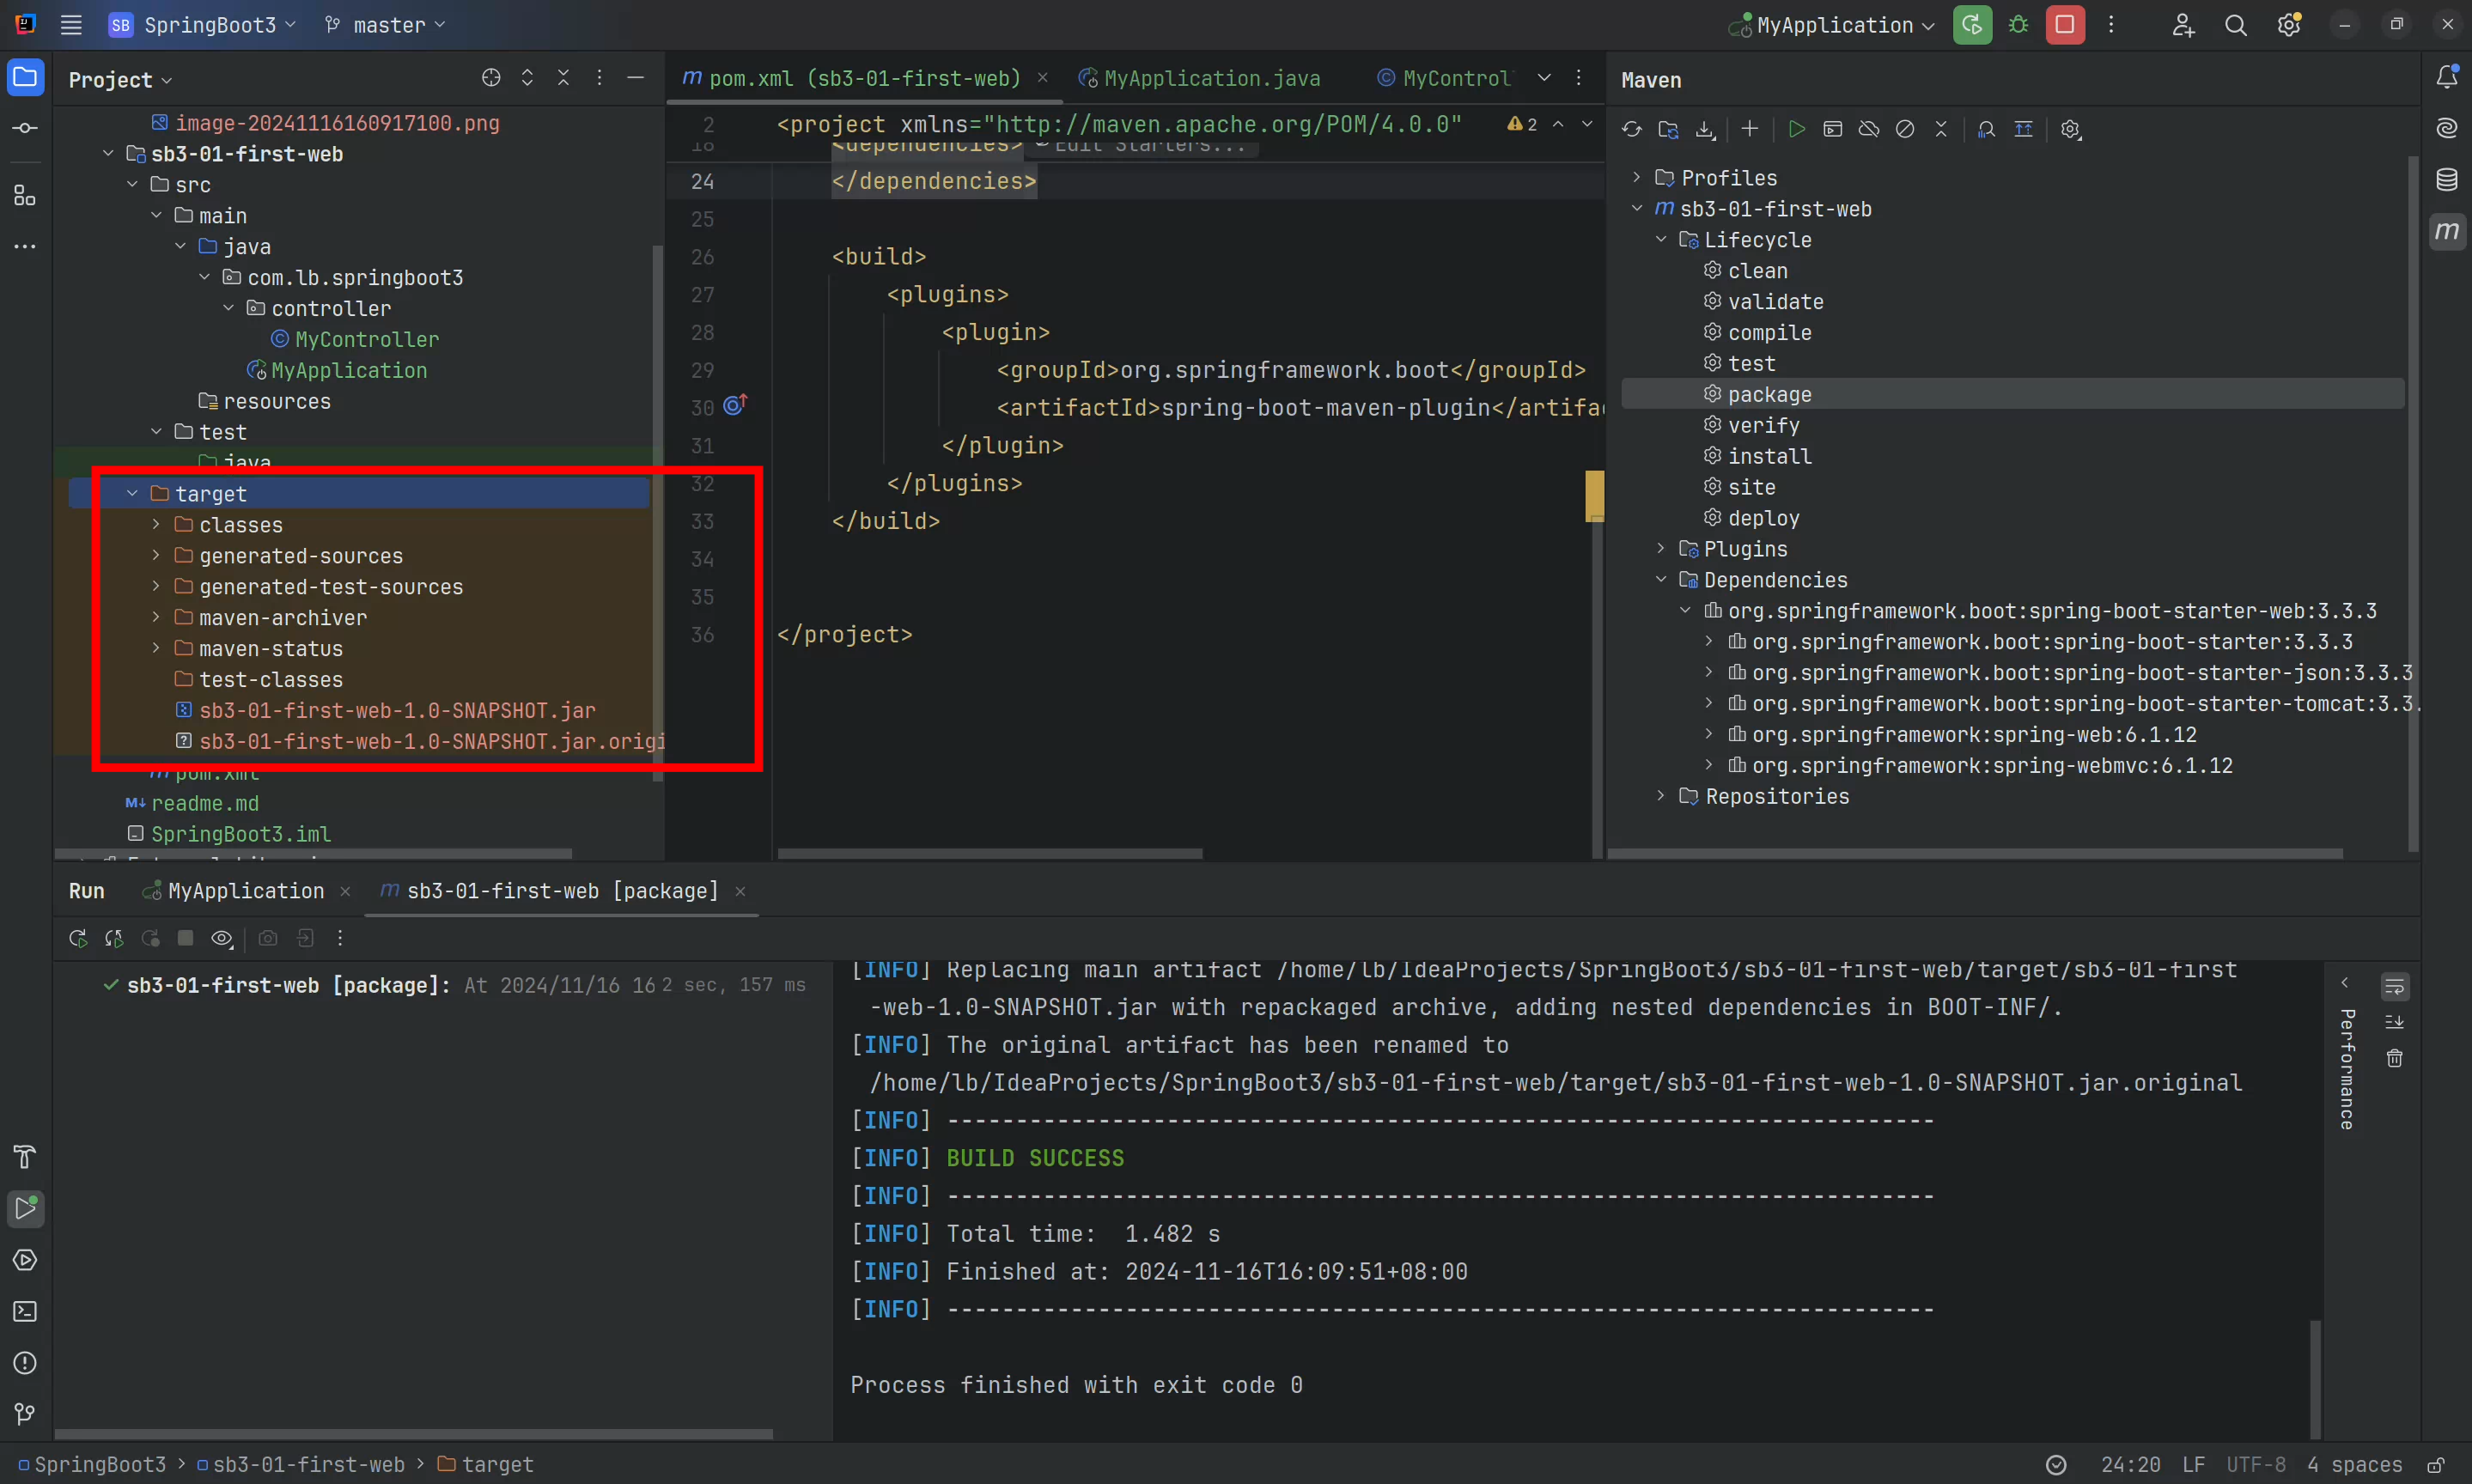 SB SpringBoot3 master MyApplication
Project
image-20241116160917100.png
sb3-01-first-web
src
main
java
com.lb.springboot3
controller
MyController
MyApplication
resources
test
java
target
classes
generated-sources
generated-test-sources
maven-archiver
maven-status
test-classes
sb3-01-first-web-1.0-SNAPSHOT.jar
sb3-01-first-web-1.0-SNAPSHOT.jar.origi
pom.xml
readme.md
SpringBoot3.iml
pom.xml (sb3-01-first-web) MyApplication.java MyControl
2 <project xmlns="http://maven.apache.org/POM/4.0.0" 2
18 <dependencies> Edit Starters...
24 </dependencies>
25
26 <build>
27 <plugins>
28 <plugin>
29 <groupId>org.springframework.boot</groupId>
30 <artifactId>spring-boot-maven-plugin</artifa
31 </plugin>
32 </plugins>
33 </build>
34
35
36 </project>
Maven
Profiles
sb3-01-first-web
Lifecycle
clean
validate
compile
test
package
verify
install
site
deploy
Plugins
Dependencies
org.springframework.boot:spring-boot-starter-web:3.3.3
org.springframework.boot:spring-boot-starter:3.3.3
org.springframework.boot:spring-boot-starter-json:3.3.3
org.springframework.boot:spring-boot-starter-tomcat:3.3.
org.springframework:spring-web:6.1.12
org.springframework:spring-webmvc:6.1.12
Repositories
Run MyApplication sb3-01-first-web [package]
sb3-01-first-web [package]: At 2024/11/16 16 2 sec, 157 ms
[INFO] Replacing main artifact /home/lb/IdeaProjects/SpringBoot3/sb3-01-first-web/target/sb3-01-first
-web-1.0-SNAPSHOT.jar with repackaged archive, adding nested dependencies in BOOT-INF/.
[INFO] The original artifact has been renamed to
/home/lb/IdeaProjects/SpringBoot3/sb3-01-first-web/target/sb3-01-first-web-1.0-SNAPSHOT.jar.original
[INFO] ------------------------------------------------------------------------
[INFO] BUILD SUCCESS
[INFO] ------------------------------------------------------------------------
[INFO] Total time:  1.482 s
[INFO] Finished at: 2024-11-16T16:09:51+08:00
[INFO] ------------------------------------------------------------------------
Process finished with exit code 0
Performance
SpringBoot3 > sb3-01-first-web > target 24:20 LF UTF-8 4 spaces